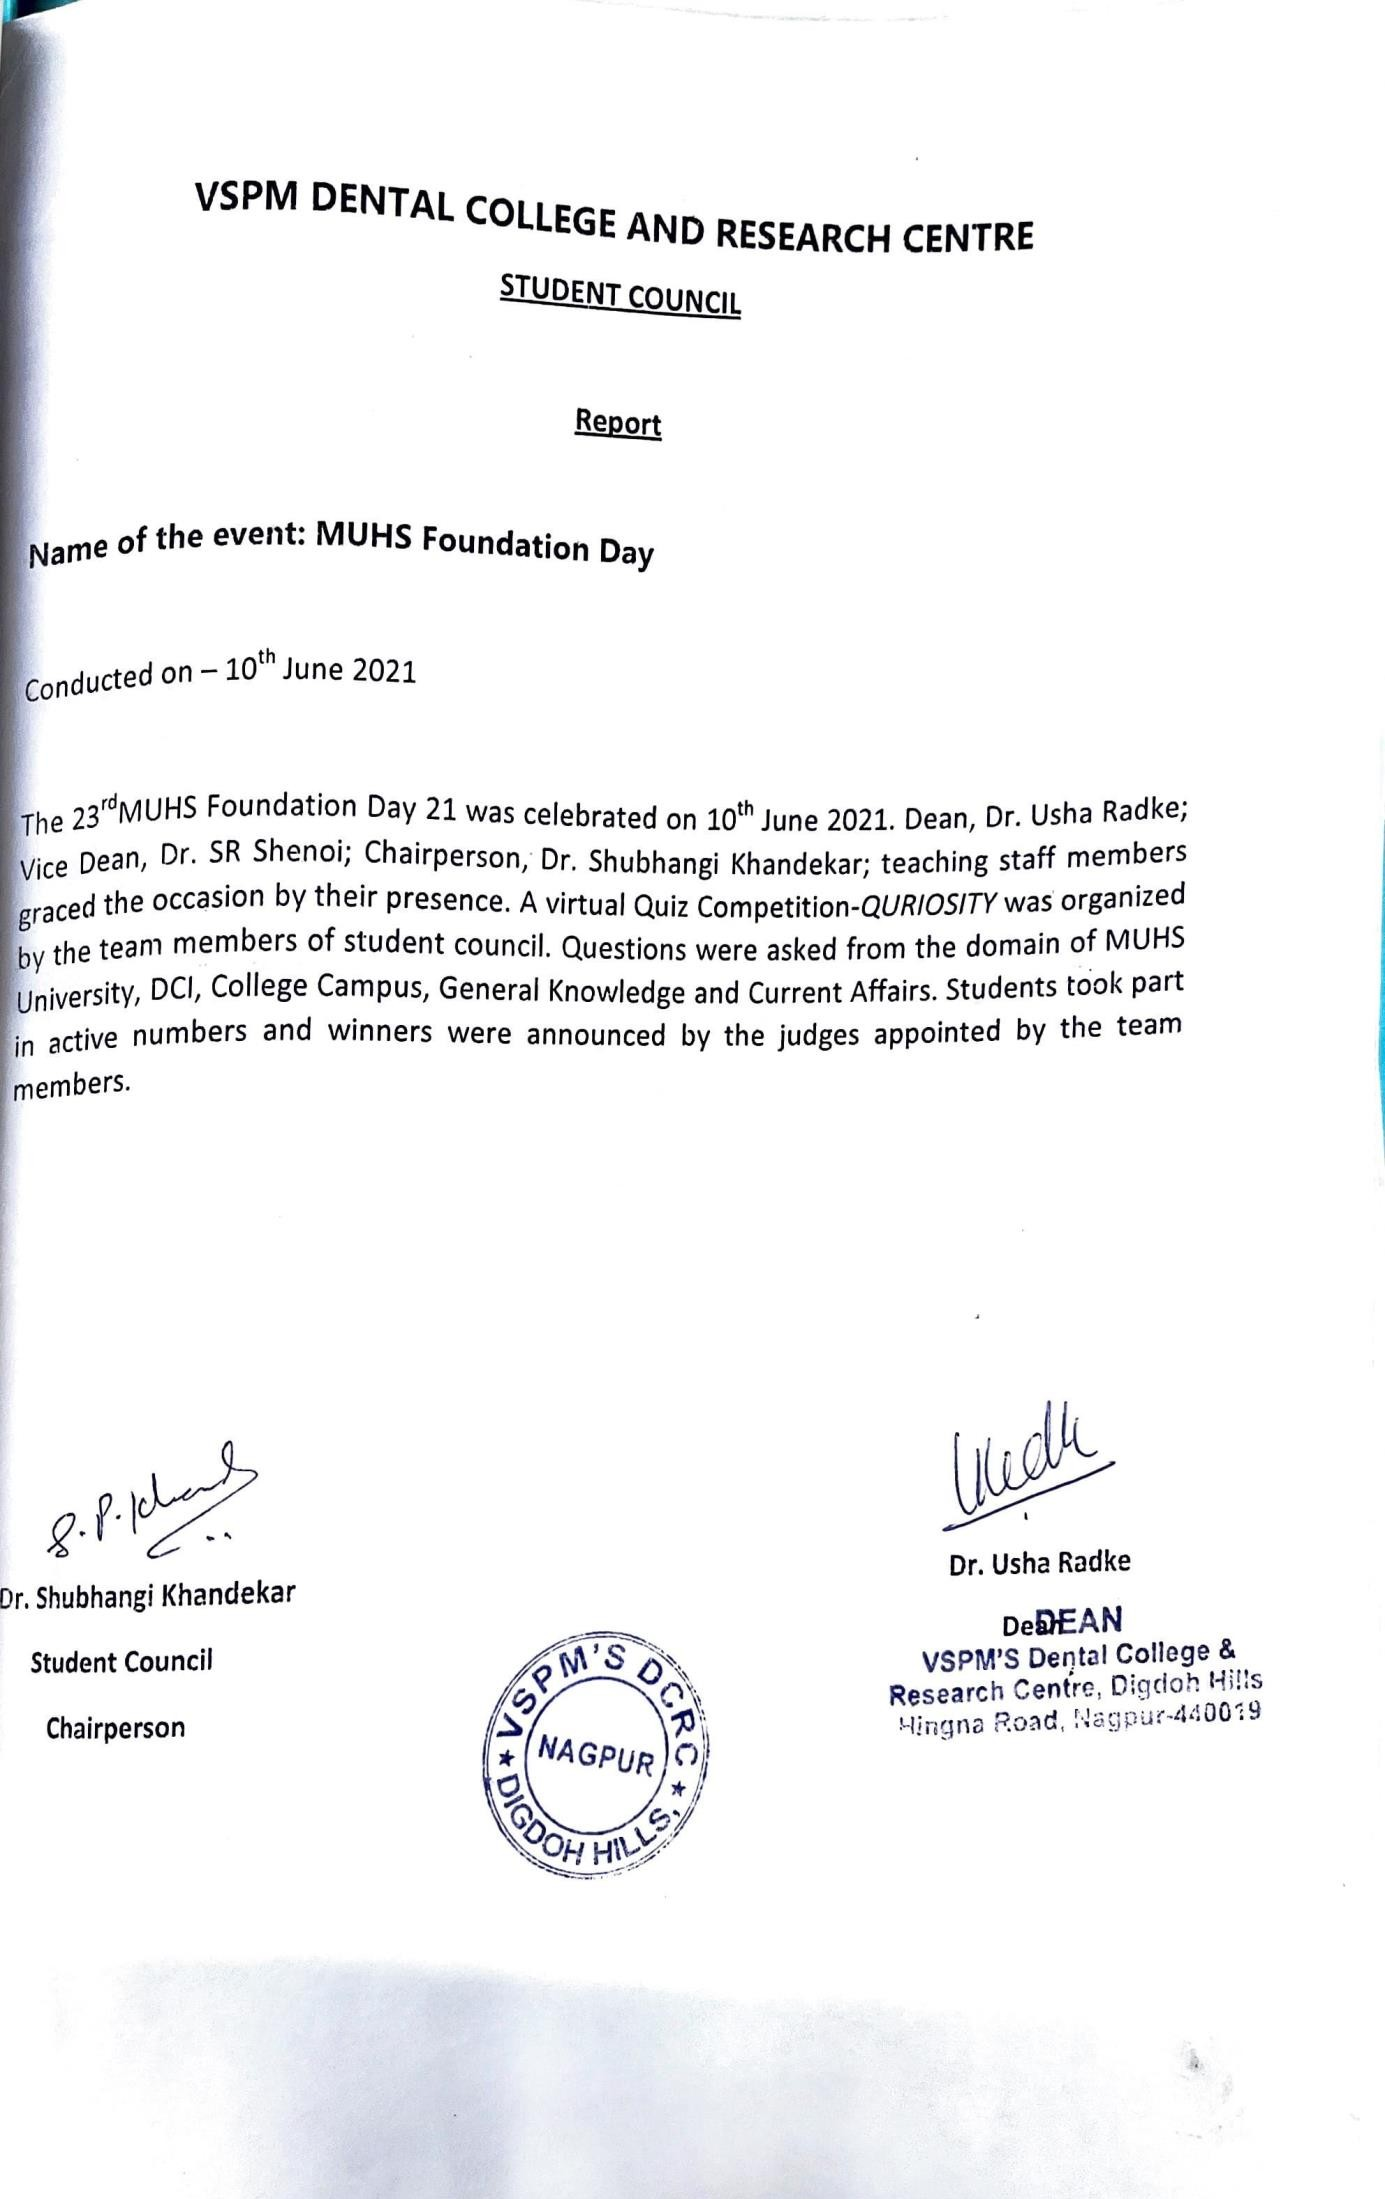 VSPM DENTAL COLLEGE AND RESEARCH CENTRE
STUDENT COUNCIL
Report
Name of the event: MUHS Foundation Day
Conducted on – 10th June 2021
The 23rdMUHS Foundation Day 21 was celebrated on 10th June 2021. Dean, Dr. Usha Radke;
Vice Dean, Dr. SR Shenoi; Chairperson, Dr. Shubhangi Khandekar; teaching staff members
graced the occasion by their presence. A virtual Quiz Competition-QURIOSITY was organized
by the team members of student council. Questions were asked from the domain of MUHS
University, DCI, College Campus, General Knowledge and Current Affairs. Students took part
in active numbers and winners were announced by the judges appointed by the team
members.
S.P.Khand
Dr. Shubhangi Khandekar
Student Council
Chairperson
VSPM'S DCRC
NAGPUR
DIGDOH HILLS,
Dr. Usha Radke
Dean
DEAN
VSPM'S Dental College &
Research Centre, Digdoh Hills
Hingna Road, Nagpur-440019